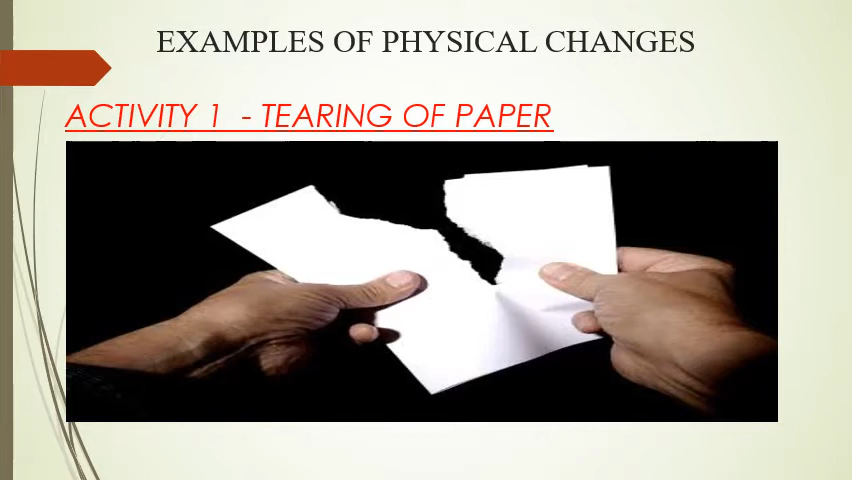 EXAMPLES OF PHYSICAL CHANGES
ACTIVITY 1 - TEARING OF PAPER